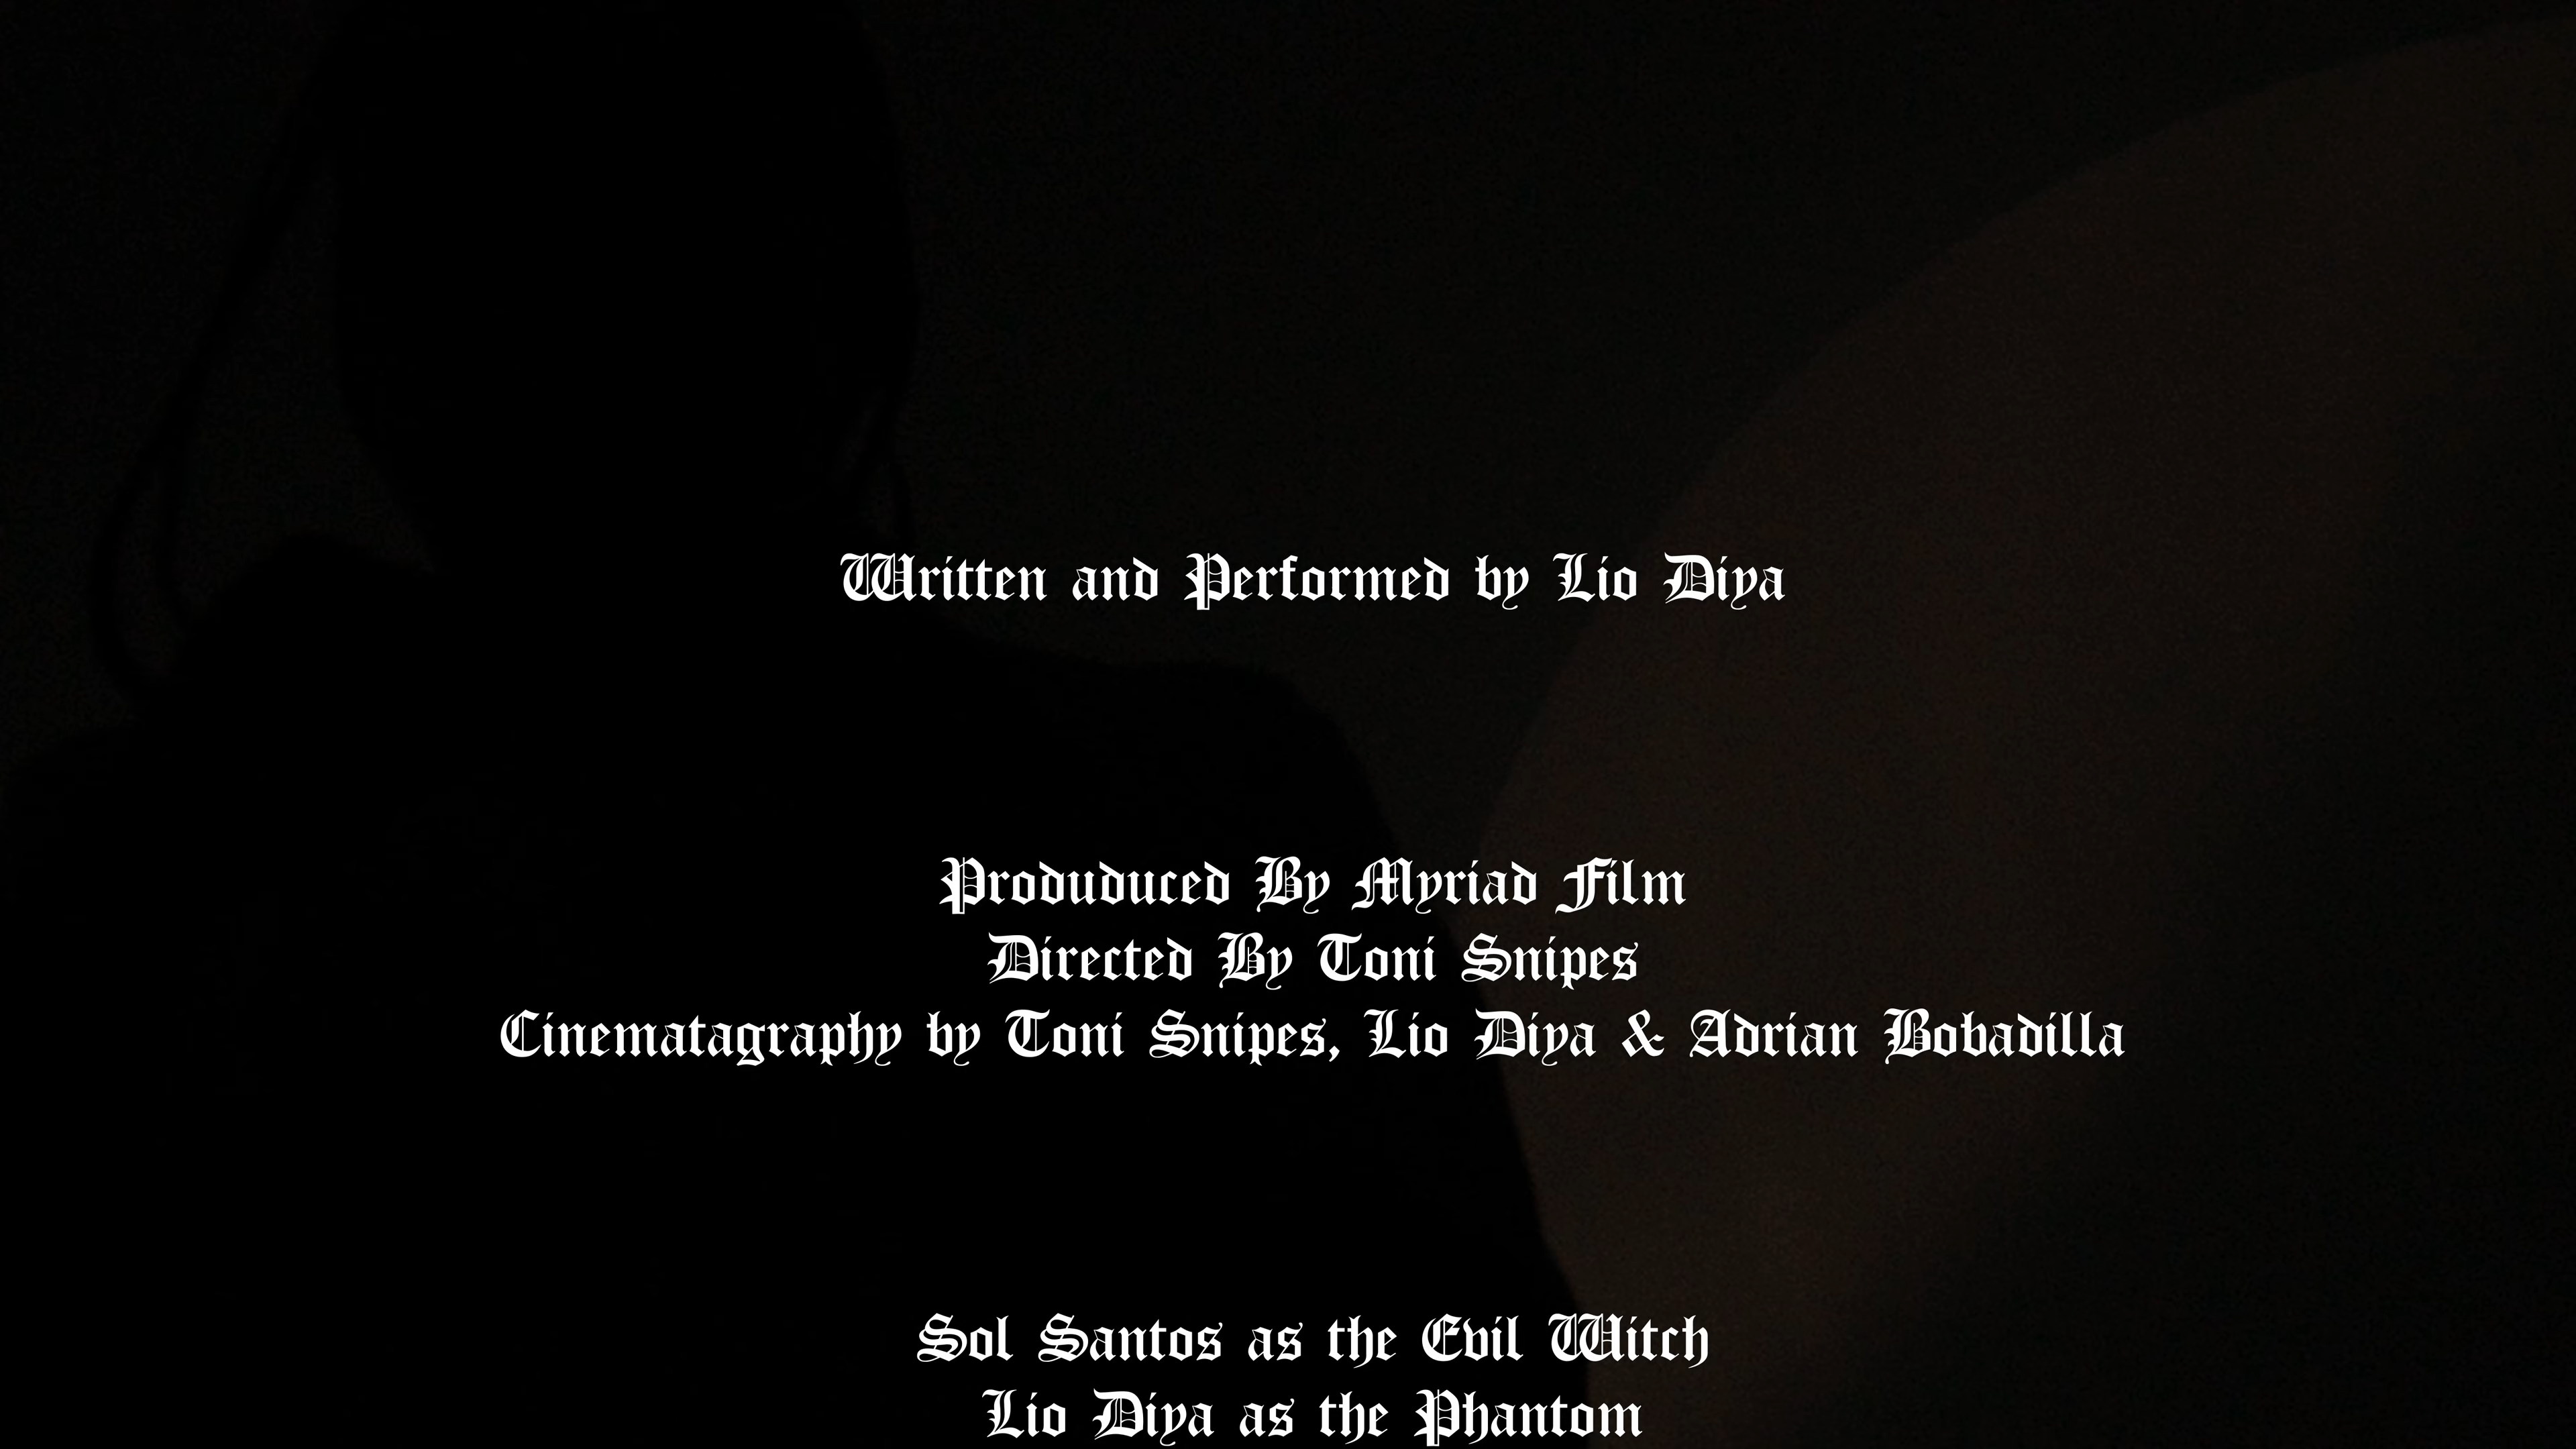 Written and Performed by Lio Diya
Produduced By Myriad Film
Directed By Toni Snipes
Cinematagraphy by Toni Snipes, Lio Diya & Adrian Bobadilla
Sol Santos as the Evil Witch
Lio Diya as the Phantom